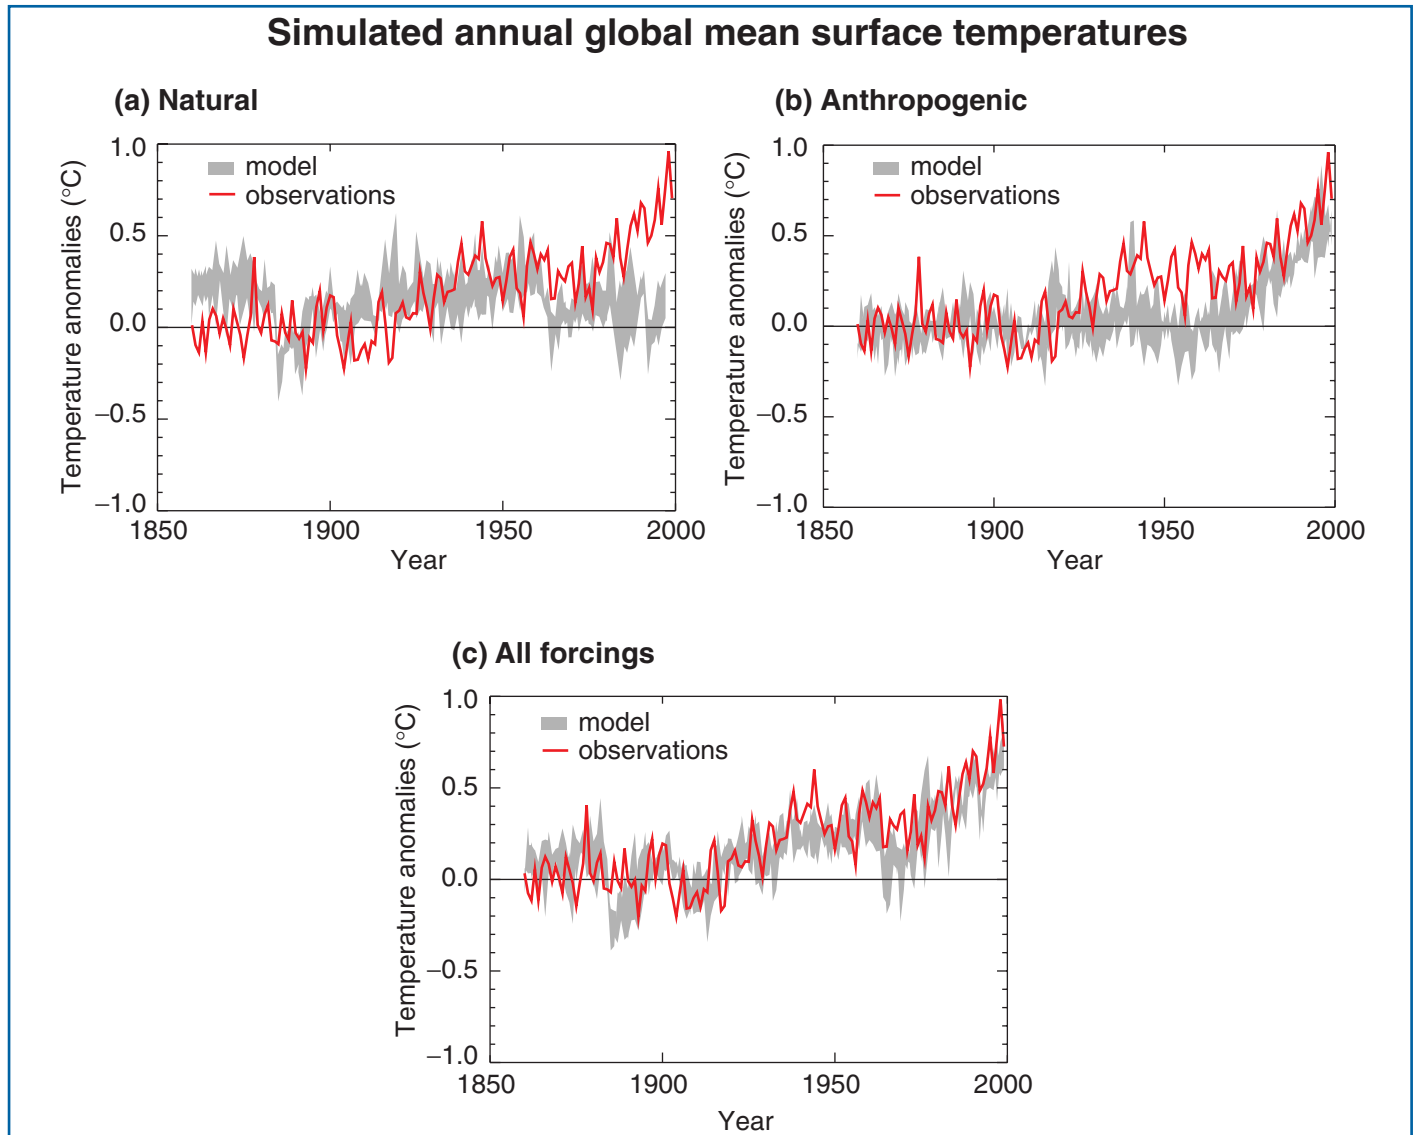 Simulated annual global mean surface temperatures
(a) Natural
1.0
0.5
0.0
−0.5
−1.0
Temperature anomalies (°C)
model
observations
1850
1900
1950
2000
Year
(b) Anthropogenic
1.0
0.5
0.0
−0.5
−1.0
Temperature anomalies (°C)
model
observations
1850
1900
1950
2000
Year
(c) All forcings
1.0
0.5
0.0
−0.5
−1.0
Temperature anomalies (°C)
model
observations
1850
1900
1950
2000
Year